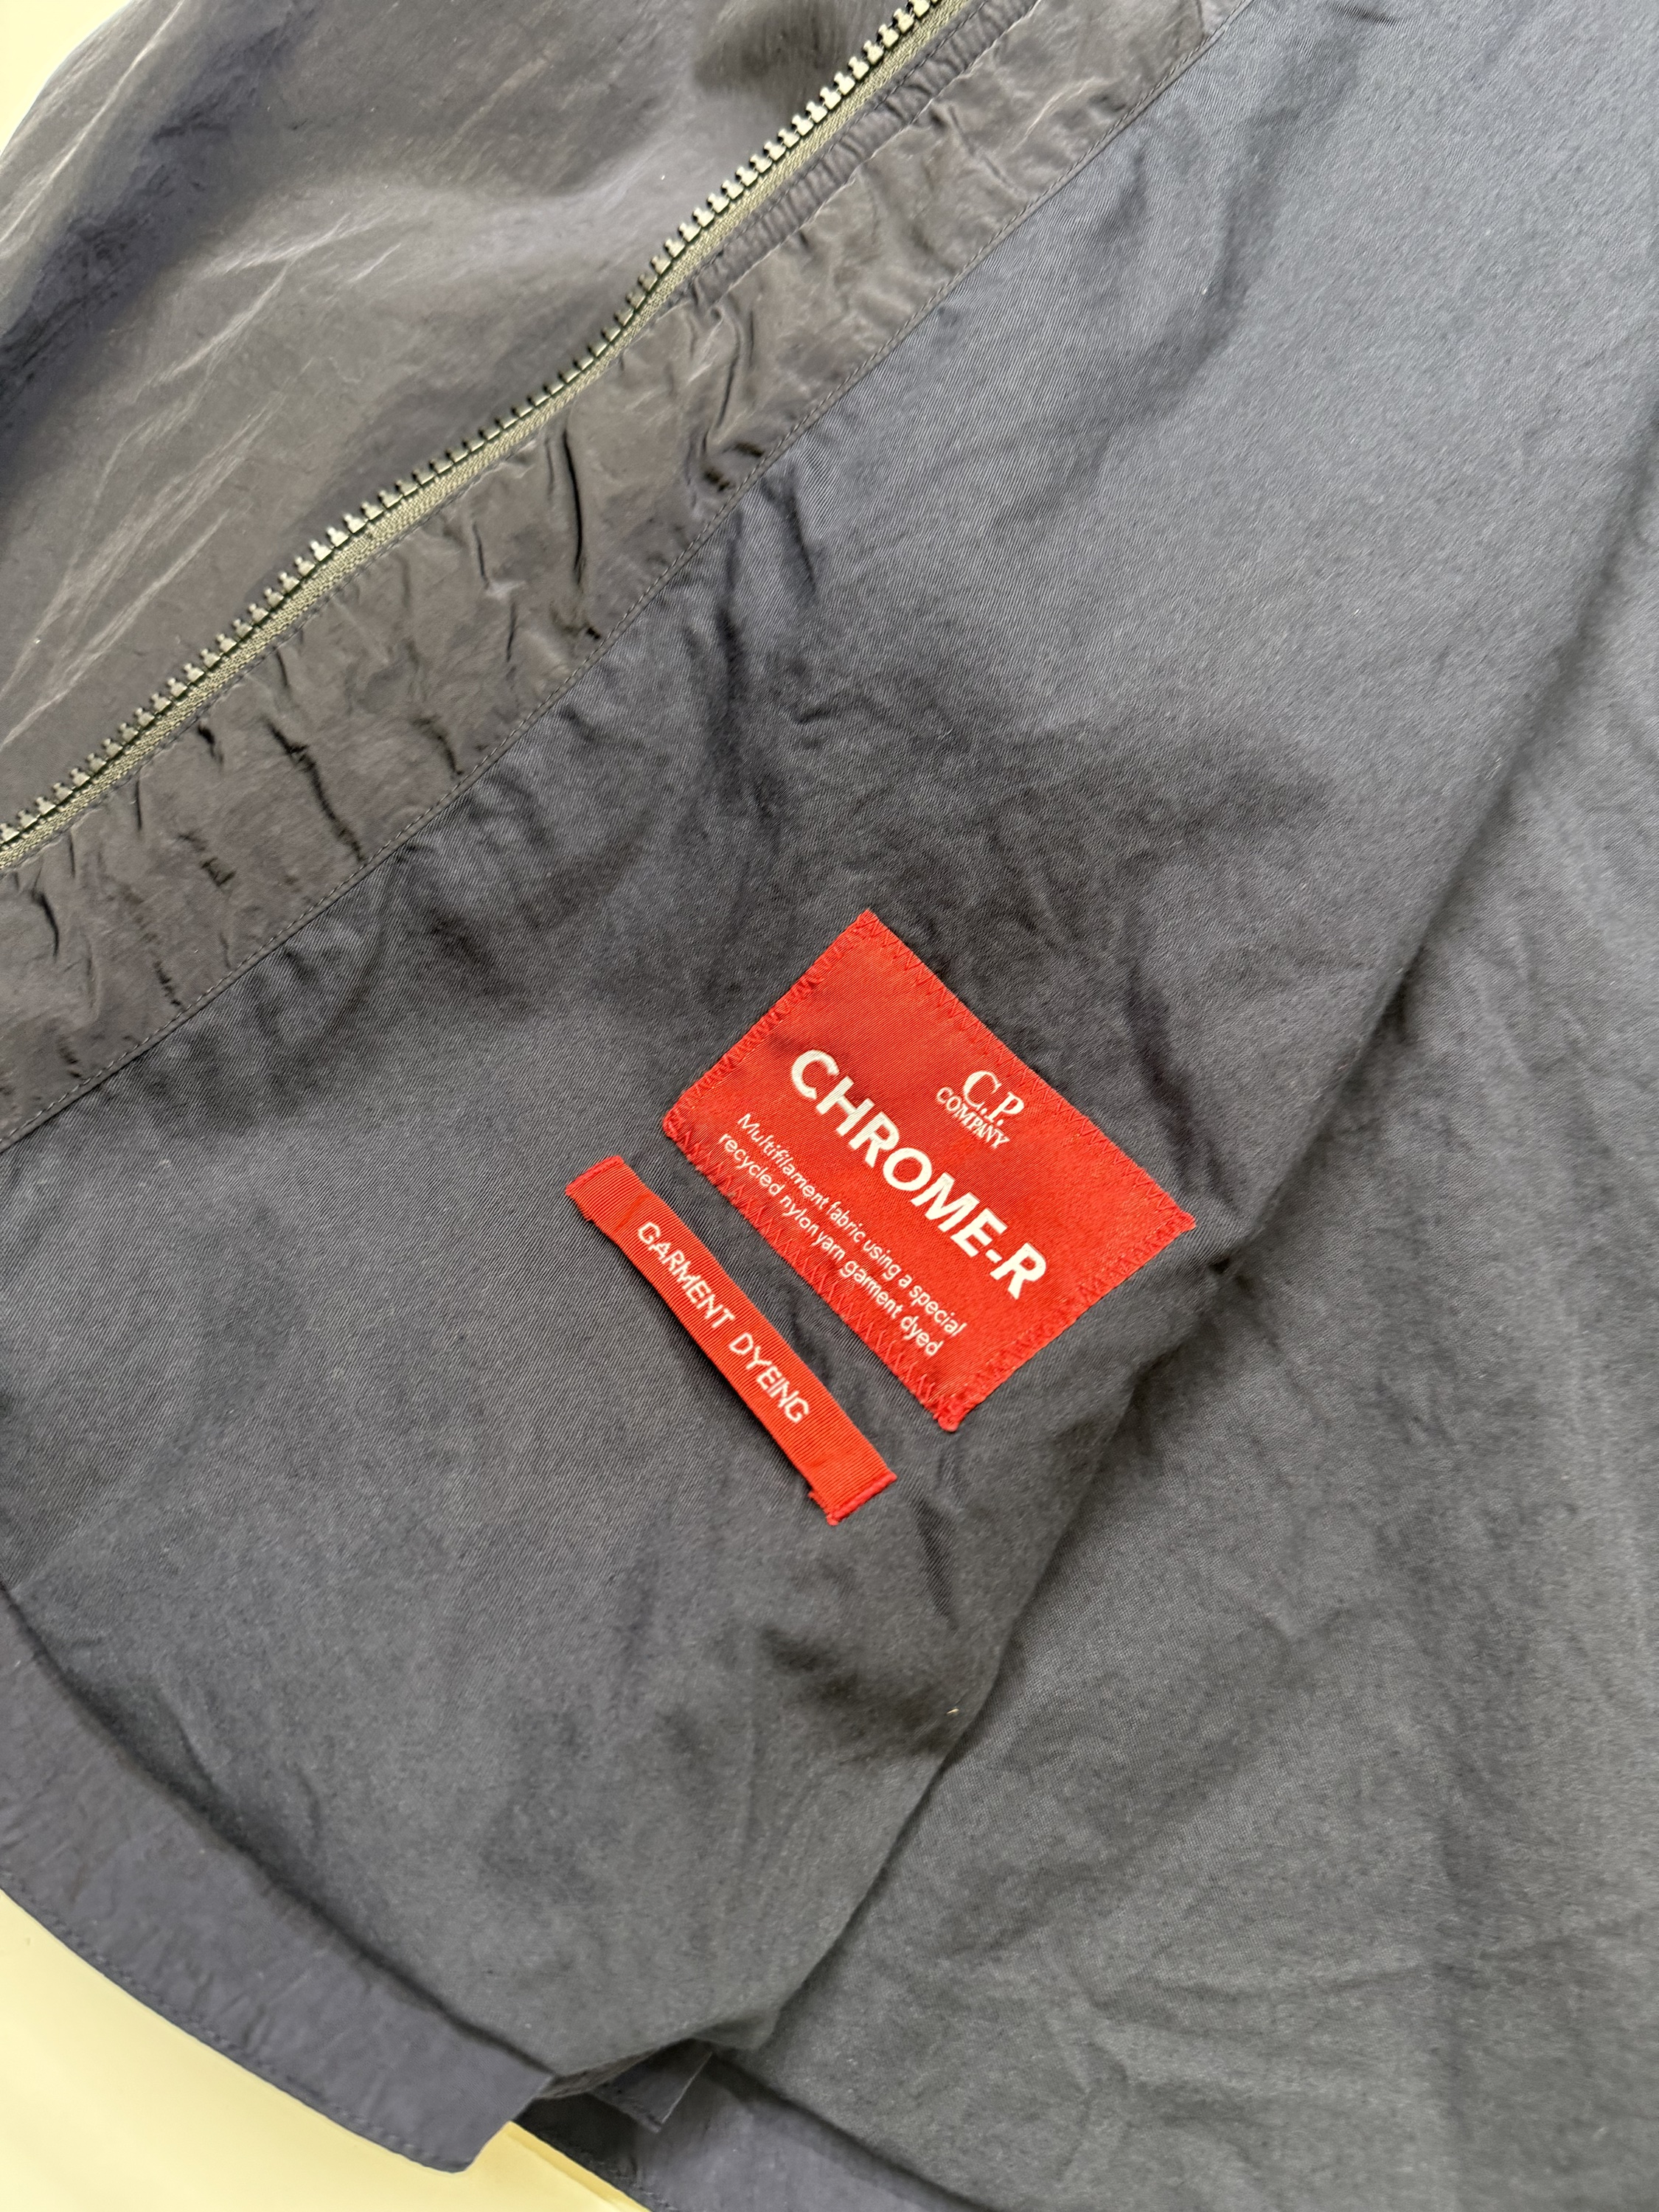 C.P.
COMPANY
CHROME-R
Multifilament fabric using a special
recycled nylon yarn garment dyed
GARMENT DYEING